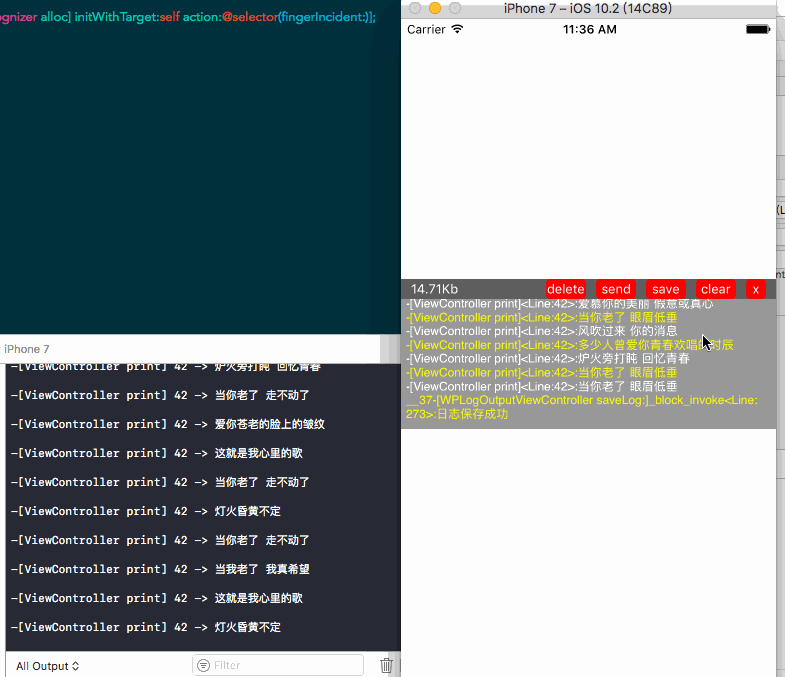 gnizer alloc] initWithTarget:self action:@selector(fingerIncident:)];
iPhone 7
-[ViewController print] 42 -> 炉火旁打盹 回忆青春
-[ViewController print] 42 -> 当你老了 走不动了
-[ViewController print] 42 -> 爱你苍老的脸上的皱纹
-[ViewController print] 42 -> 这就是我心里的歌
-[ViewController print] 42 -> 当你老了 走不动了
-[ViewController print] 42 -> 灯火昏黄不定
-[ViewController print] 42 -> 当你老了 走不动了
-[ViewController print] 42 -> 当我老了 我真希望
-[ViewController print] 42 -> 这就是我心里的歌
-[ViewController print] 42 -> 灯火昏黄不定
All Output
Filter
iPhone 7 – iOS 10.2 (14C89)
Carrier
11:36 AM
14.71Kb
delete
send
save
clear
x
-[ViewController print]<Line:42>:爱慕你的美丽 假意或真心
-[ViewController print]<Line:42>:当你老了 眼眉低垂
-[ViewController print]<Line:42>:风吹过来 你的消息
-[ViewController print]<Line:42>:多少人曾爱你青春欢唱的时辰
-[ViewController print]<Line:42>:炉火旁打盹 回忆青春
-[ViewController print]<Line:42>:当你老了 眼眉低垂
-[ViewController print]<Line:42>:当你老了 眼眉低垂
__37-[WPLogOutputViewController saveLog:]_block_invoke<Line:
273>:日志保存成功